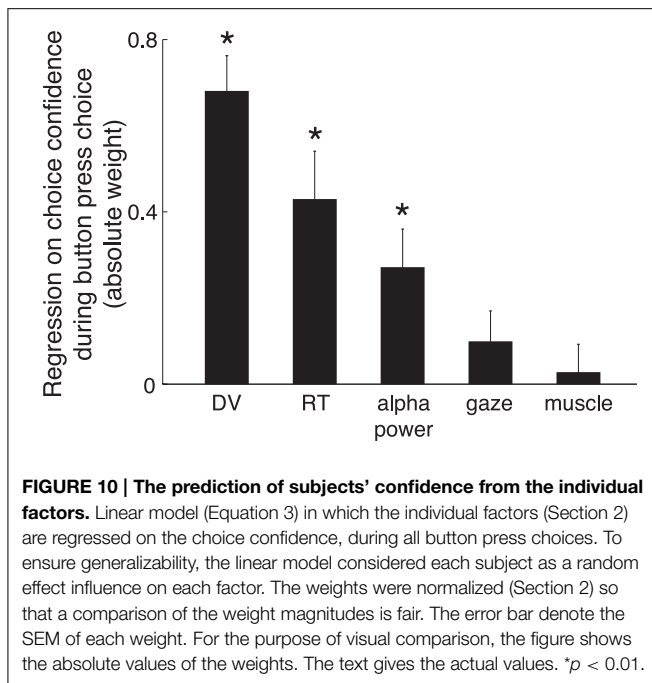 0.8
0.4
0
Regression on choice confidence
during button press choice
(absolute weight)
*
*
*
DV RT alpha power gaze muscle
FIGURE 10 | The prediction of subjects' confidence from the individual
factors. Linear model (Equation 3) in which the individual factors (Section 2)
are regressed on the choice confidence, during all button press choices. To
ensure generalizability, the linear model considered each subject as a random
effect influence on each factor. The weights were normalized (Section 2) so
that a comparison of the weight magnitudes is fair. The error bar denote the
SEM of each weight. For the purpose of visual comparison, the figure shows
the absolute values of the weights. The text gives the actual values. *p < 0.01.